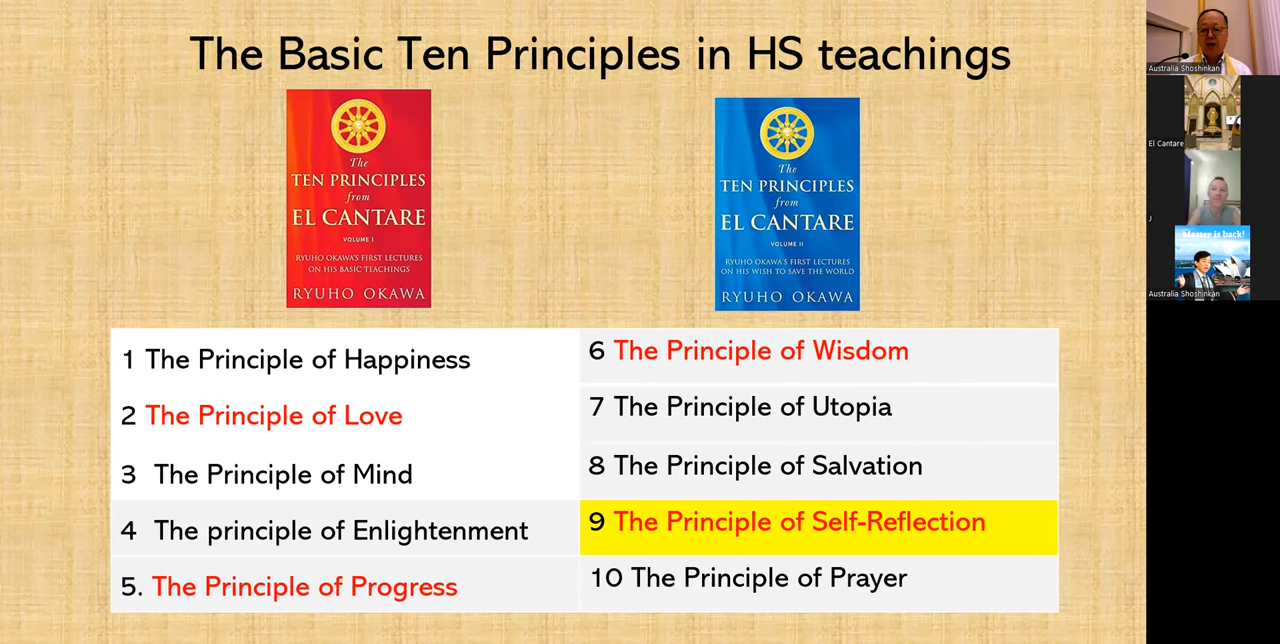 The Basic Ten Principles in HS teachings
The
TEN PRINCIPLES
from
EL CANTARE
VOLUME I
RYUHO OKAWA'S FIRST LECTURES
ON HIS BASIC TEACHINGS
RYUHO OKAWA
The
TEN PRINCIPLES
from
EL CANTARE
VOLUME II
RYUHO OKAWA'S FIRST LECTURES
ON HIS WISH TO SAVE THE WORLD
RYUHO OKAWA
1 The Principle of Happiness
2 The Principle of Love
3 The Principle of Mind
4 The principle of Enlightenment
5. The Principle of Progress
6 The Principle of Wisdom
7 The Principle of Utopia
8 The Principle of Salvation
9 The Principle of Self-Reflection
10 The Principle of Prayer
Australia Shoshinkan
El Cantare
J
Master is back!
Australia Shoshinkan